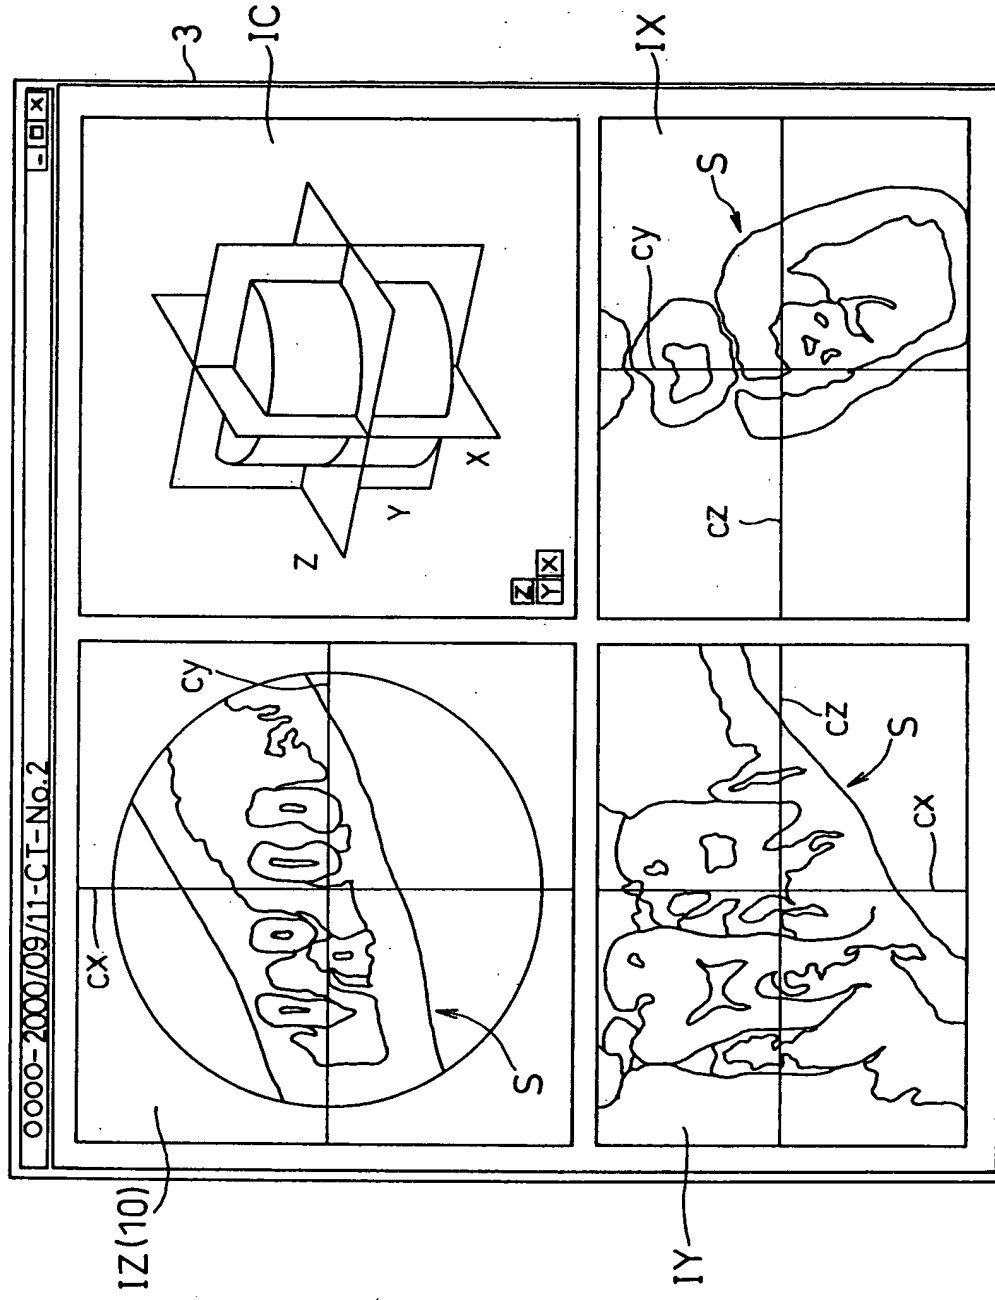 oooo-2000/09/11-CT-No.2
3
IZ(10)
cx
cy
S
IC
Z
Y
X
Z
Y X
IY
cz
S
cx
IX
cy
S
cz